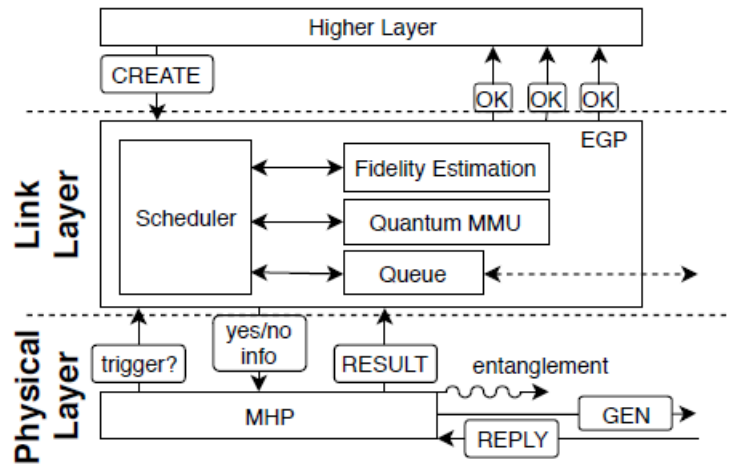 Higher Layer
CREATE
OK
OK
OK
EGP
Link
Layer
Scheduler
Fidelity Estimation
Quantum MMU
Queue
Physical
Layer
trigger?
yes/no
info
RESULT
entanglement
MHP
GEN
REPLY